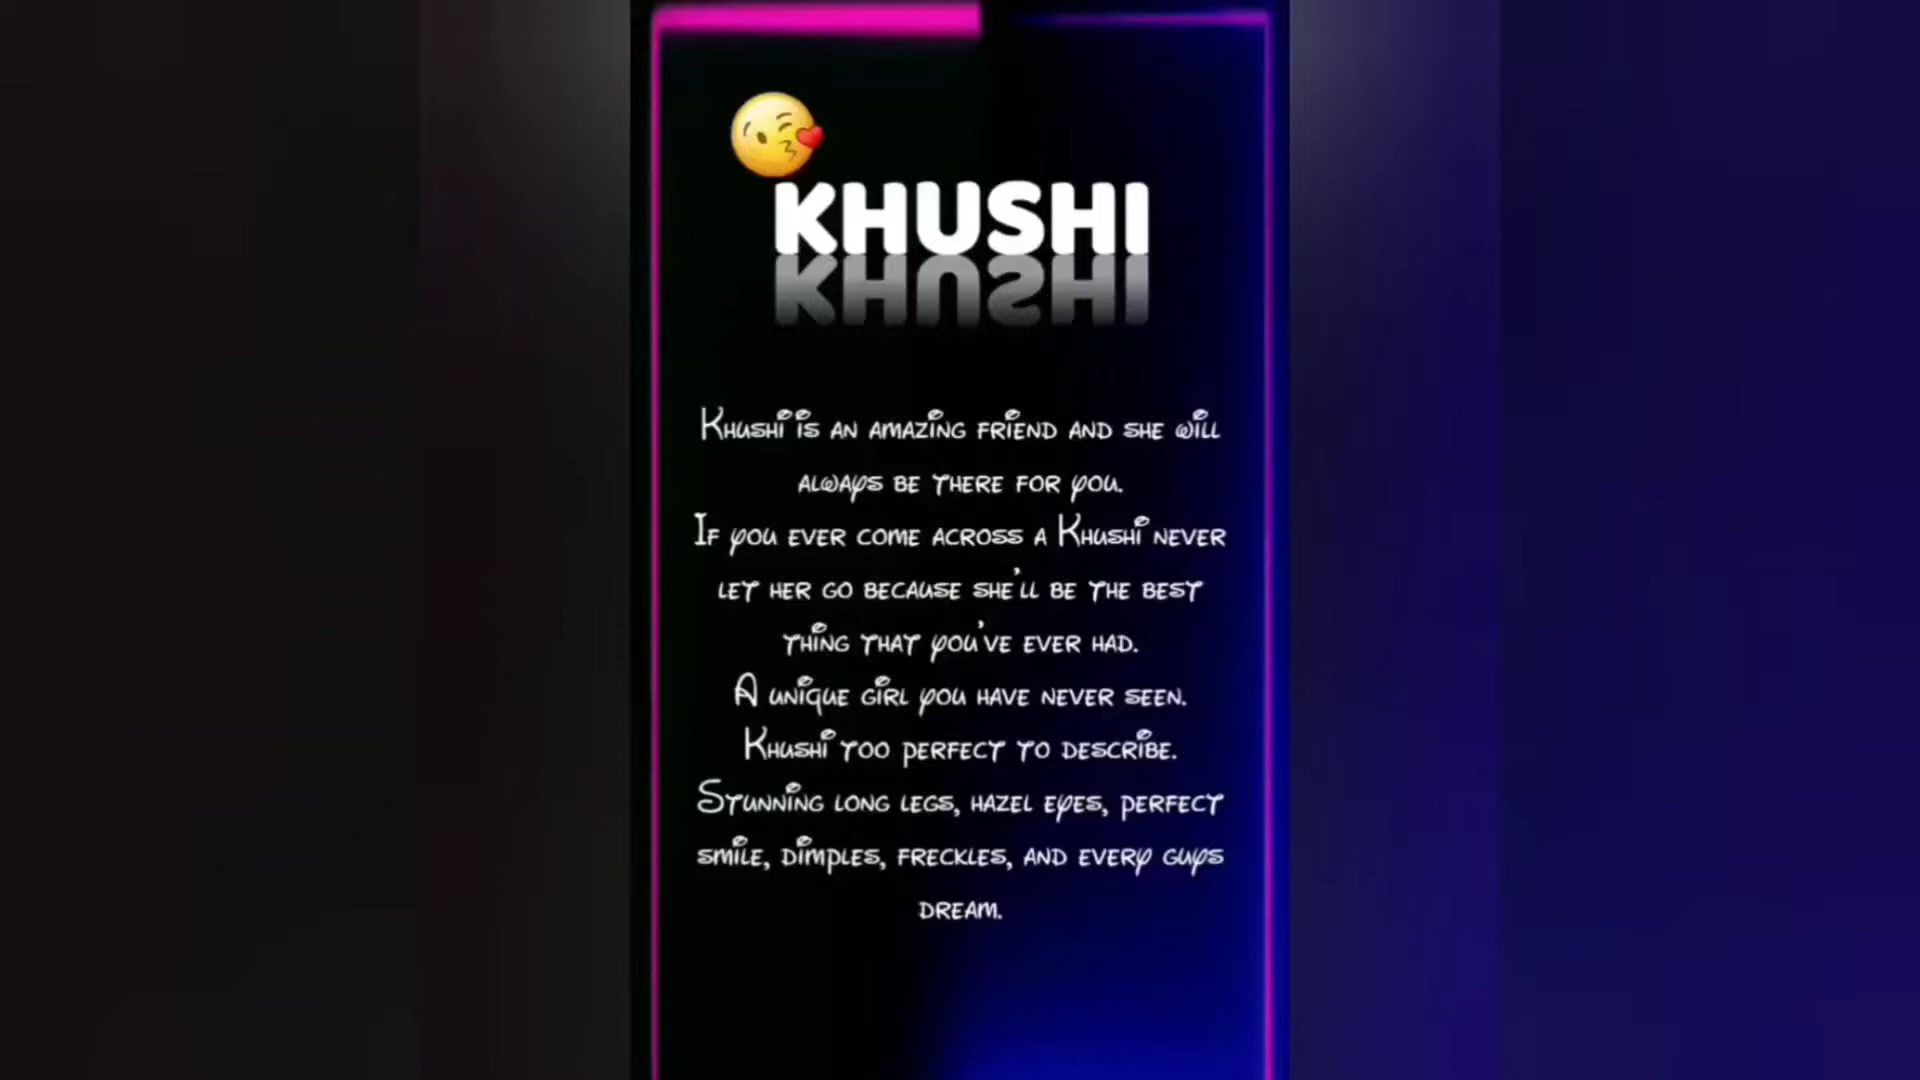 KHUSHI
Khushi is an amazing friend and she will
always be there for you.
If you ever come across a Khushi never
let her go because she'll be the best
thing that you've ever had.
A unique girl you have never seen.
Khushi too perfect to describe.
Stunning long legs, hazel eyes, perfect
smile, dimples, freckles, and every guys
dream.